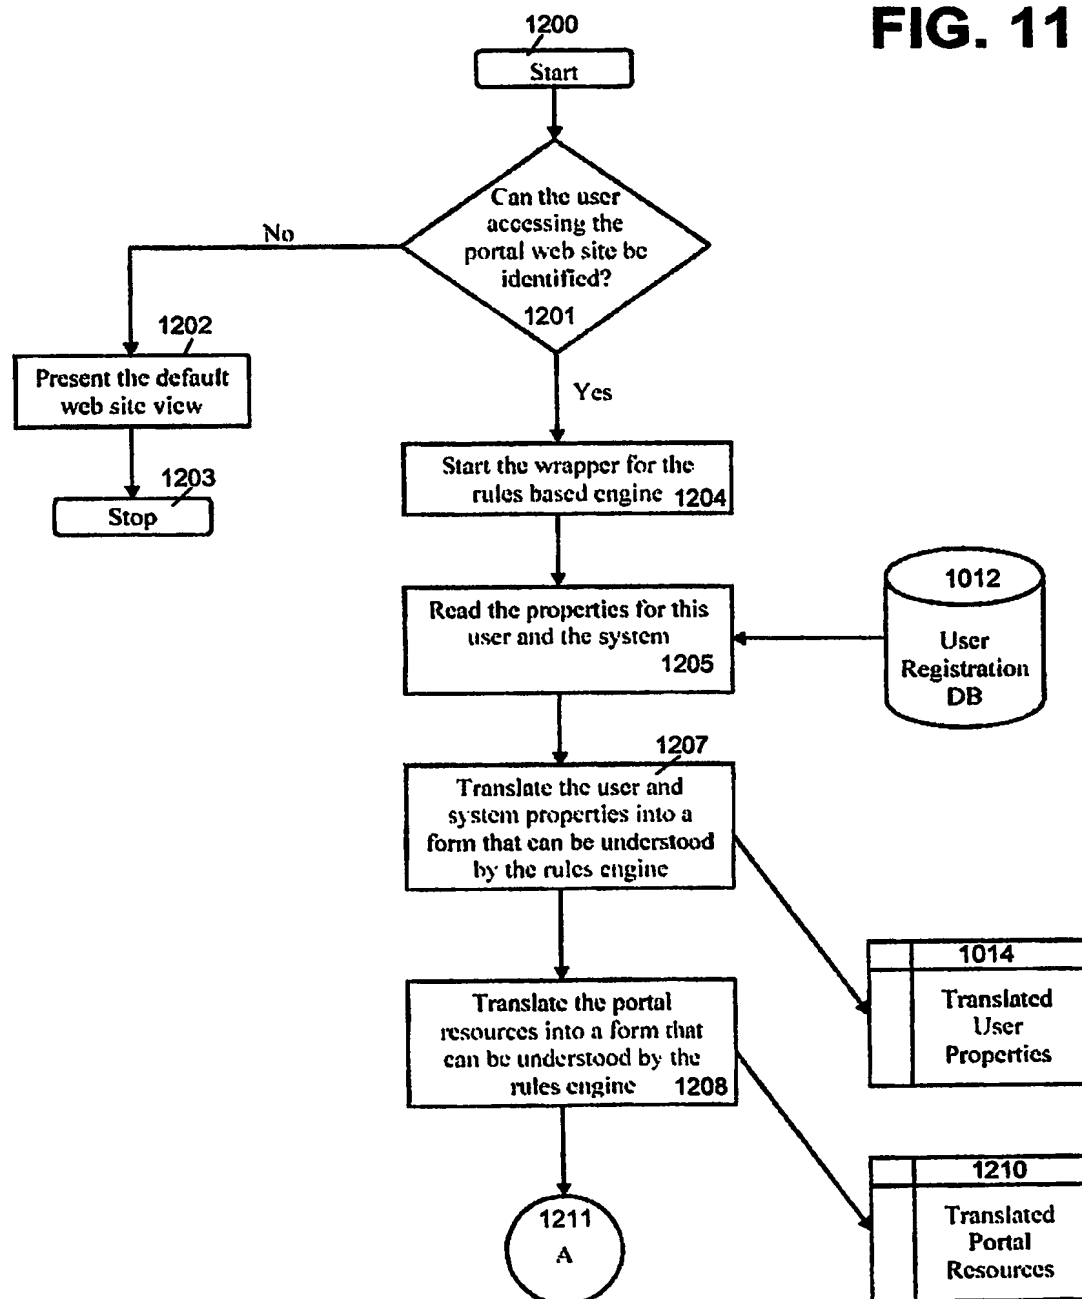 FIG. 11
1200
Start
Can the user
accessing the
portal web site be
identified?
1201
No
Yes
1202
Present the default
web site view
1203
Stop
Start the wrapper for the
rules based engine 1204
Read the properties for this
user and the system
1205
1012
User
Registration
DB
1207
Translate the user and
system properties into a
form that can be understood
by the rules engine
1014
Translated
User
Properties
Translate the portal
resources into a form that
can be understood by the
rules engine 1208
1210
Translated
Portal
Resources
1211
A